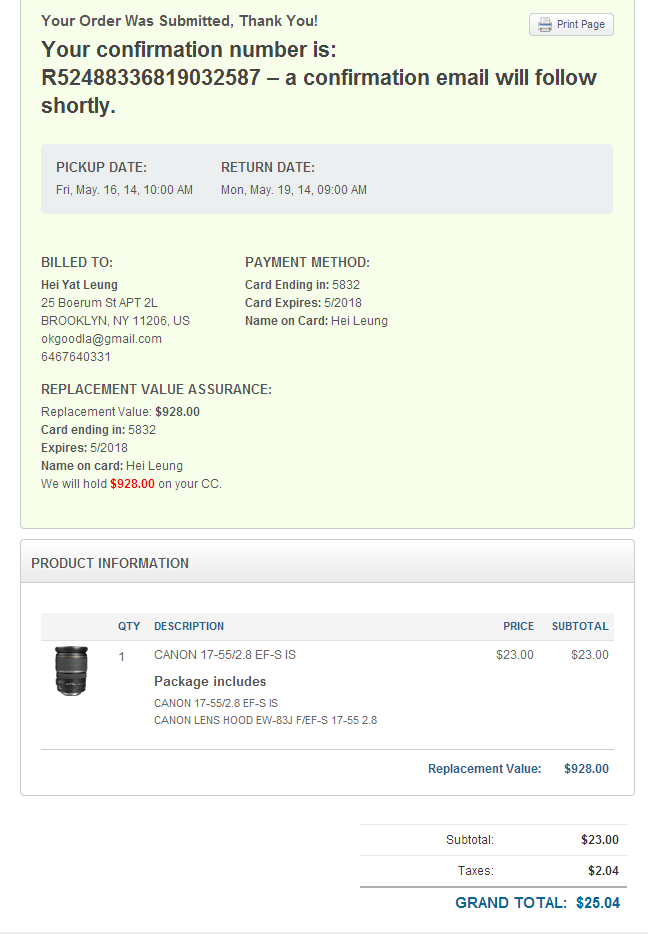 Your Order Was Submitted, Thank You!
Print Page
Your confirmation number is:
R52488336819032587 – a confirmation email will follow
shortly.
PICKUP DATE:
Fri, May. 16, 14, 10:00 AM
RETURN DATE:
Mon, May. 19, 14, 09:00 AM
BILLED TO:
Hei Yat Leung
25 Boerum St APT 2L
BROOKLYN, NY 11206, US
okgoodla@gmail.com
6467640331
PAYMENT METHOD:
Card Ending in: 5832
Card Expires: 5/2018
Name on Card: Hei Leung
REPLACEMENT VALUE ASSURANCE:
Replacement Value: $928.00
Card ending in: 5832
Expires: 5/2018
Name on card: Hei Leung
We will hold $928.00 on your CC.
PRODUCT INFORMATION
QTY DESCRIPTION PRICE SUBTOTAL
1 CANON 17-55/2.8 EF-S IS $23.00 $23.00
Package includes
CANON 17-55/2.8 EF-S IS
CANON LENS HOOD EW-83J F/EF-S 17-55 2.8
Replacement Value: $928.00
Subtotal: $23.00
Taxes: $2.04
GRAND TOTAL: $25.04